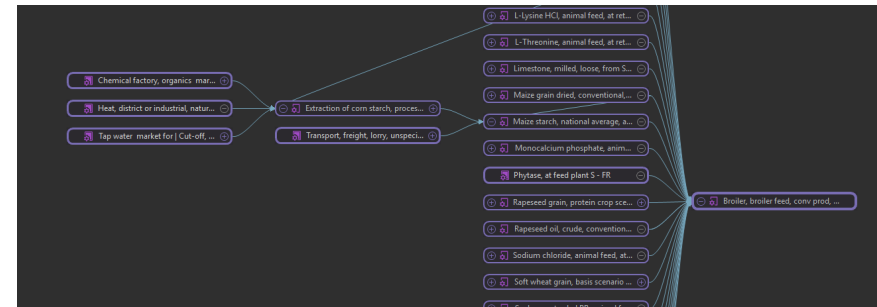 L-Lysine HCl, animal feed, at ret...
L-Threonine, animal feed, at ret...
Limestone, milled, loose, from S...
Chemical factory, organics mar...
Maize grain dried, conventional,...
Heat, district or industrial, natur...
Extraction of corn starch, proces...
Maize starch, national average, a...
Tap water market for | Cut-off, ...
Transport, freight, lorry, unspeci...
Monocalcium phosphate, anim...
Phytase, at feed plant S - FR
Rapeseed grain, protein crop sce...
Broiler, broiler feed, conv prod, ...
Rapeseed oil, crude, convention...
Sodium chloride, animal feed, at...
Soft wheat grain, basis scenario ...